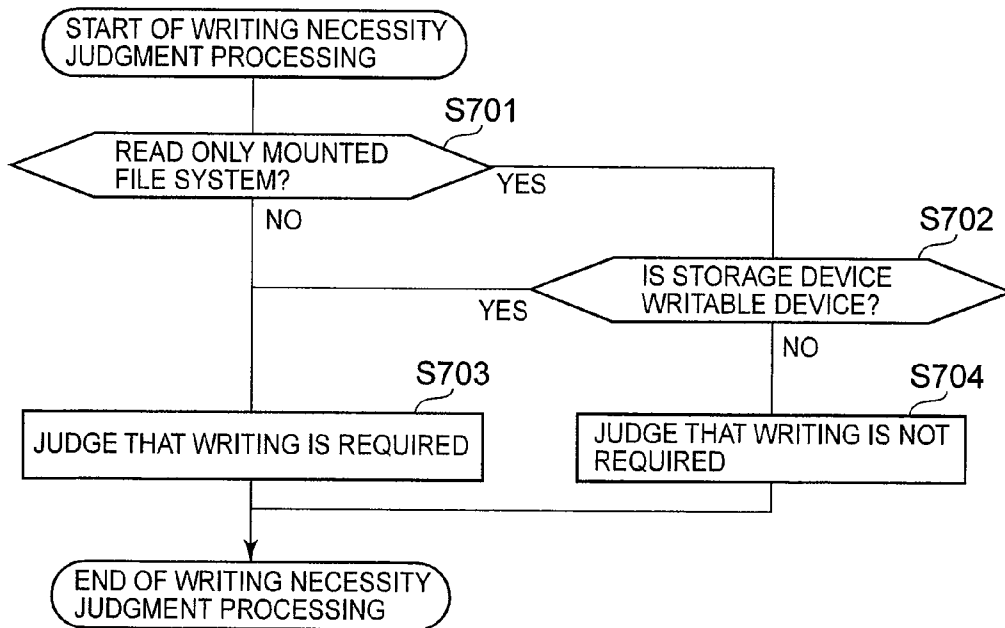 START OF WRITING NECESSITY
JUDGMENT PROCESSING
S701
READ ONLY MOUNTED
FILE SYSTEM?
YES
NO
S702
IS STORAGE DEVICE
WRITABLE DEVICE?
YES
NO
S703
JUDGE THAT WRITING IS REQUIRED
S704
JUDGE THAT WRITING IS NOT
REQUIRED
END OF WRITING NECESSITY
JUDGMENT PROCESSING